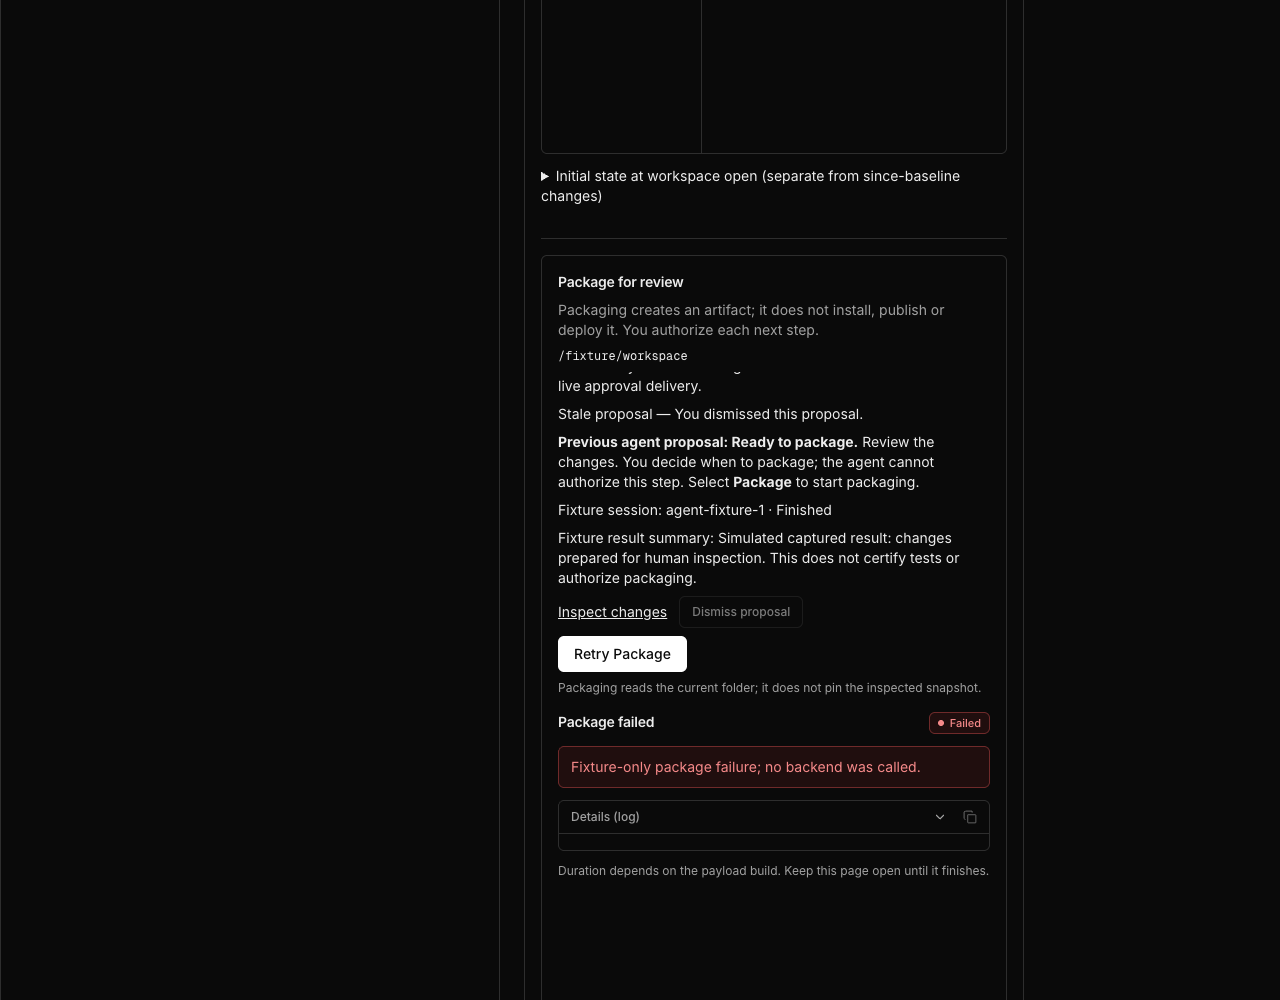 Initial state at workspace open (separate from since-baseline
changes)
Package for review
Packaging creates an artifact; it does not install, publish or
deploy it. You authorize each next step.
/fixture/workspace
live approval delivery.
Stale proposal — You dismissed this proposal.
Previous agent proposal: Ready to package. Review the
changes. You decide when to package; the agent cannot
authorize this step. Select Package to start packaging.
Fixture session: agent-fixture-1 · Finished
Fixture result summary: Simulated captured result: changes
prepared for human inspection. This does not certify tests or
authorize packaging.
Inspect changes Dismiss proposal
Retry Package
Packaging reads the current folder; it does not pin the inspected snapshot.
Package failed Failed
Fixture-only package failure; no backend was called.
Details (log)
Duration depends on the payload build. Keep this page open until it finishes.